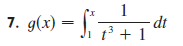 7. g(x) = ∫₁ˣ 1/(t³ + 1) dt